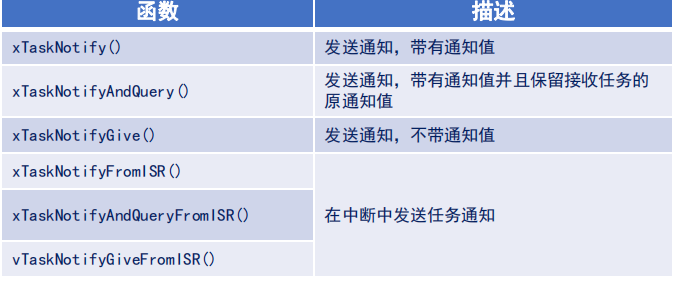 函数
描述
xTaskNotify()
发送通知，带有通知值
xTaskNotifyAndQuery()
发送通知，带有通知值并且保留接收任务的
原通知值
xTaskNotifyGive()
发送通知，不带通知值
xTaskNotifyFromISR()
xTaskNotifyAndQueryFromISR()
在中断中发送任务通知
vTaskNotifyGiveFromISR()